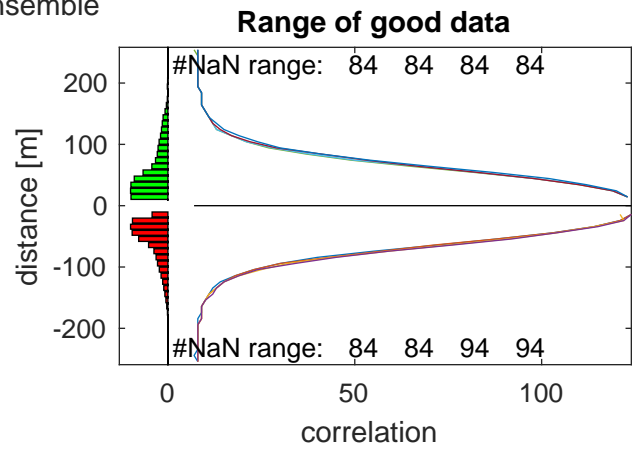 nsemble
Range of good data
#NaN range: 84 84 84 84
200
100
0
-100
-200
distance [m]
#NaN range: 84 84 94 94
0 50 100
correlation